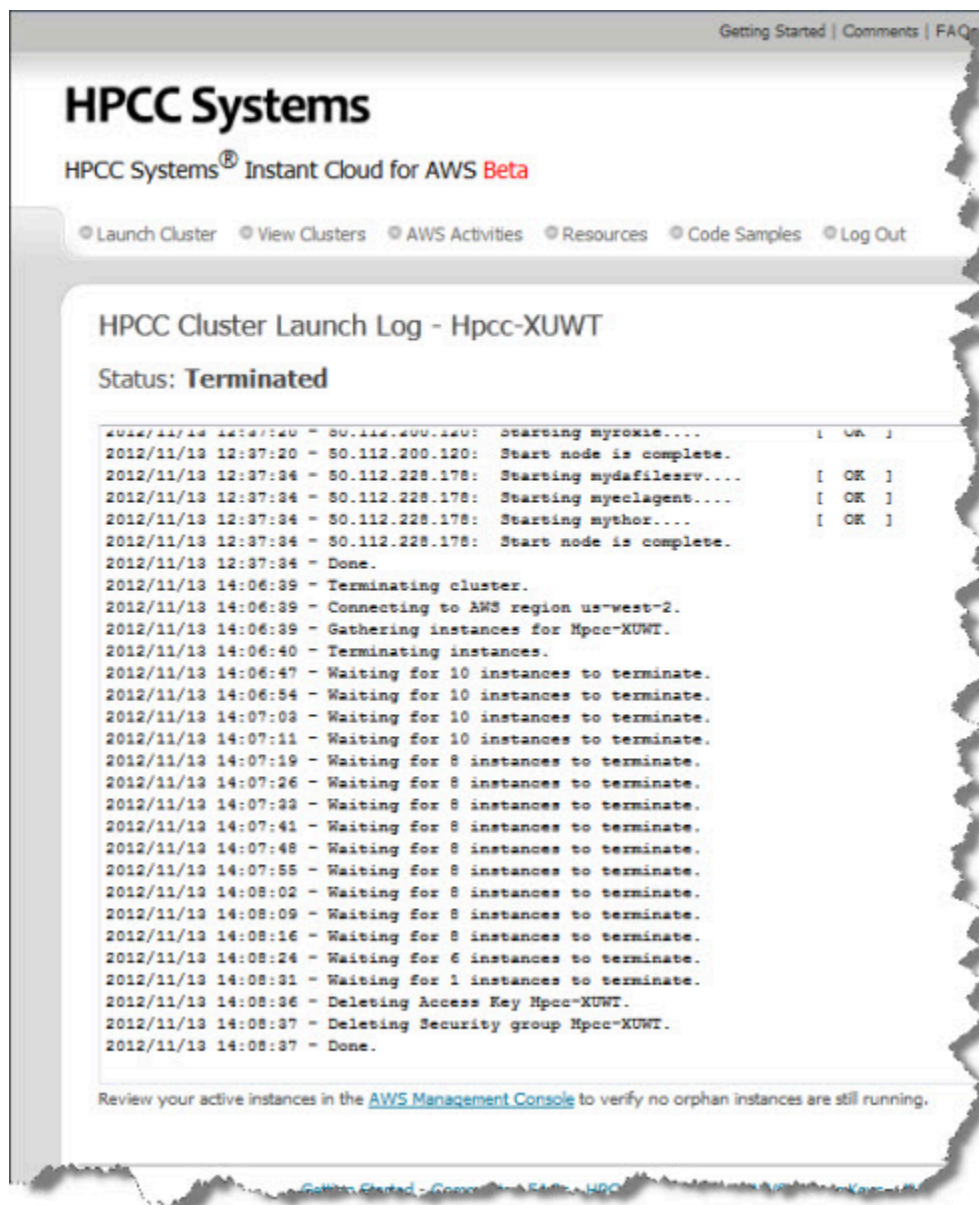 Getting Started | Comments | FAQs
HPCC Systems
HPCC Systems® Instant Cloud for AWS Beta
Launch Cluster View Clusters AWS Activities Resources Code Samples Log Out
HPCC Cluster Launch Log - Hpcc-XUWT
Status: Terminated
2012/11/13 12:37:20 - 50.112.200.120: Starting myroxie.... [ OK ]
2012/11/13 12:37:20 - 50.112.200.120: Start node is complete.
2012/11/13 12:37:34 - 50.112.228.178: Starting mydafilesrv.... [ OK ]
2012/11/13 12:37:34 - 50.112.228.178: Starting myeclagent.... [ OK ]
2012/11/13 12:37:34 - 50.112.228.178: Starting mythor.... [ OK ]
2012/11/13 12:37:34 - 50.112.228.178: Start node is complete.
2012/11/13 12:37:34 - Done.
2012/11/13 14:06:39 - Terminating cluster.
2012/11/13 14:06:39 - Connecting to AWS region us-west-2.
2012/11/13 14:06:39 - Gathering instances for Hpcc-XUWT.
2012/11/13 14:06:40 - Terminating instances.
2012/11/13 14:06:47 - Waiting for 10 instances to terminate.
2012/11/13 14:06:54 - Waiting for 10 instances to terminate.
2012/11/13 14:07:03 - Waiting for 10 instances to terminate.
2012/11/13 14:07:11 - Waiting for 10 instances to terminate.
2012/11/13 14:07:19 - Waiting for 8 instances to terminate.
2012/11/13 14:07:26 - Waiting for 8 instances to terminate.
2012/11/13 14:07:33 - Waiting for 8 instances to terminate.
2012/11/13 14:07:41 - Waiting for 8 instances to terminate.
2012/11/13 14:07:48 - Waiting for 8 instances to terminate.
2012/11/13 14:07:55 - Waiting for 8 instances to terminate.
2012/11/13 14:08:02 - Waiting for 8 instances to terminate.
2012/11/13 14:08:09 - Waiting for 8 instances to terminate.
2012/11/13 14:08:16 - Waiting for 8 instances to terminate.
2012/11/13 14:08:24 - Waiting for 6 instances to terminate.
2012/11/13 14:08:31 - Waiting for 1 instances to terminate.
2012/11/13 14:08:36 - Deleting Access Key Hpcc-XUWT.
2012/11/13 14:08:37 - Deleting Security group Hpcc-XUWT.
2012/11/13 14:08:37 - Done.
Review your active instances in the AWS Management Console to verify no orphan instances are still running.